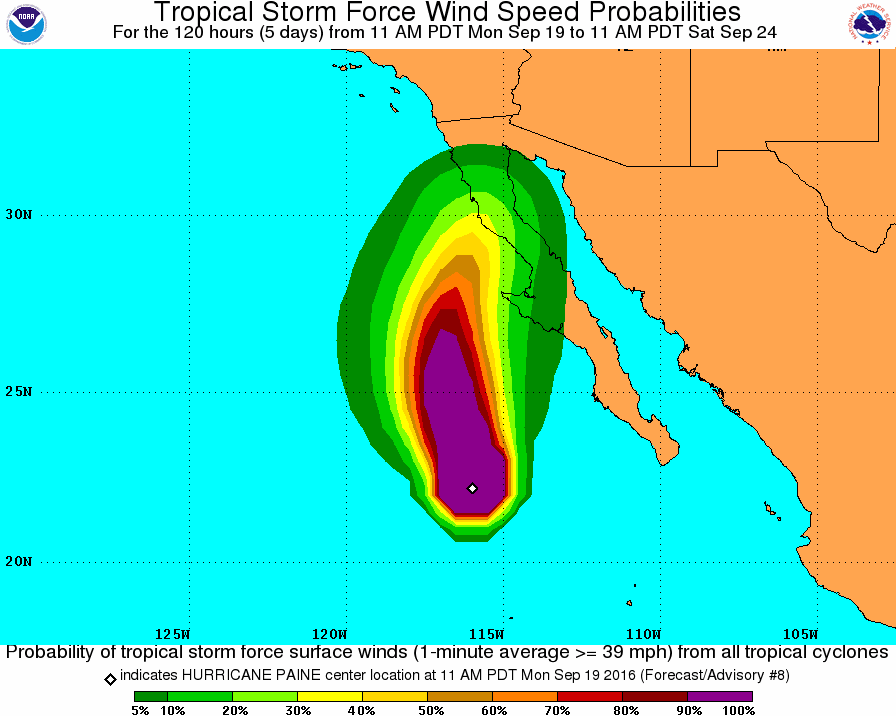 Tropical Storm Force Wind Speed Probabilities
For the 120 hours (5 days) from 11 AM PDT Mon Sep 19 to 11 AM PDT Sat Sep 24
NOAA
NATIONAL WEATHER SERVICE
30N
25N
20N
125W 120W 115W 110W 105W
Probability of tropical storm force surface winds (1-minute average >= 39 mph) from all tropical cyclones
indicates HURRICANE PAINE center location at 11 AM PDT Mon Sep 19 2016 (Forecast/Advisory #8)
5% 10% 20% 30% 40% 50% 60% 70% 80% 90% 100%